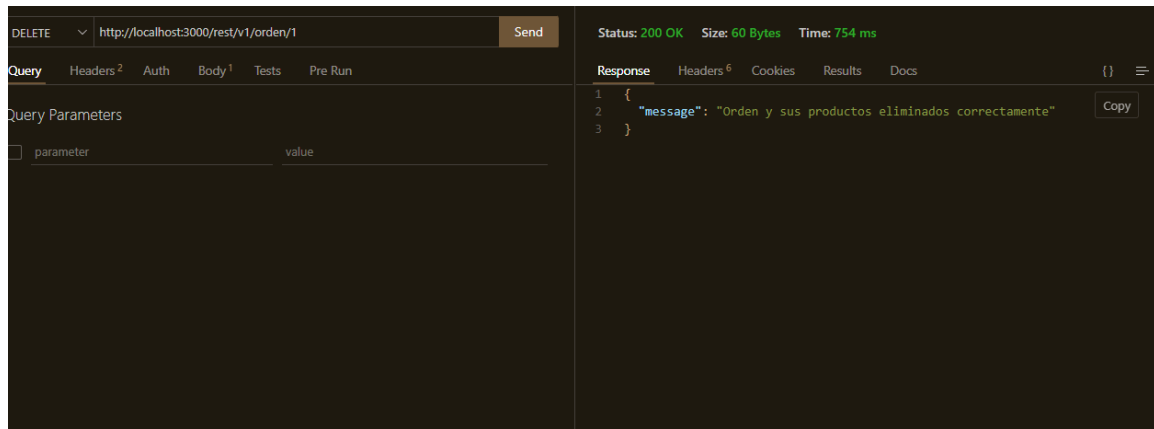 DELETE http://localhost:3000/rest/v1/orden/1 Send
Query Headers 2 Auth Body 1 Tests Pre Run
Query Parameters
parameter value
Status: 200 OK Size: 60 Bytes Time: 754 ms
Response Headers 6 Cookies Results Docs {}
1 {
2 "message": "Orden y sus productos eliminados correctamente"
3 }
Copy